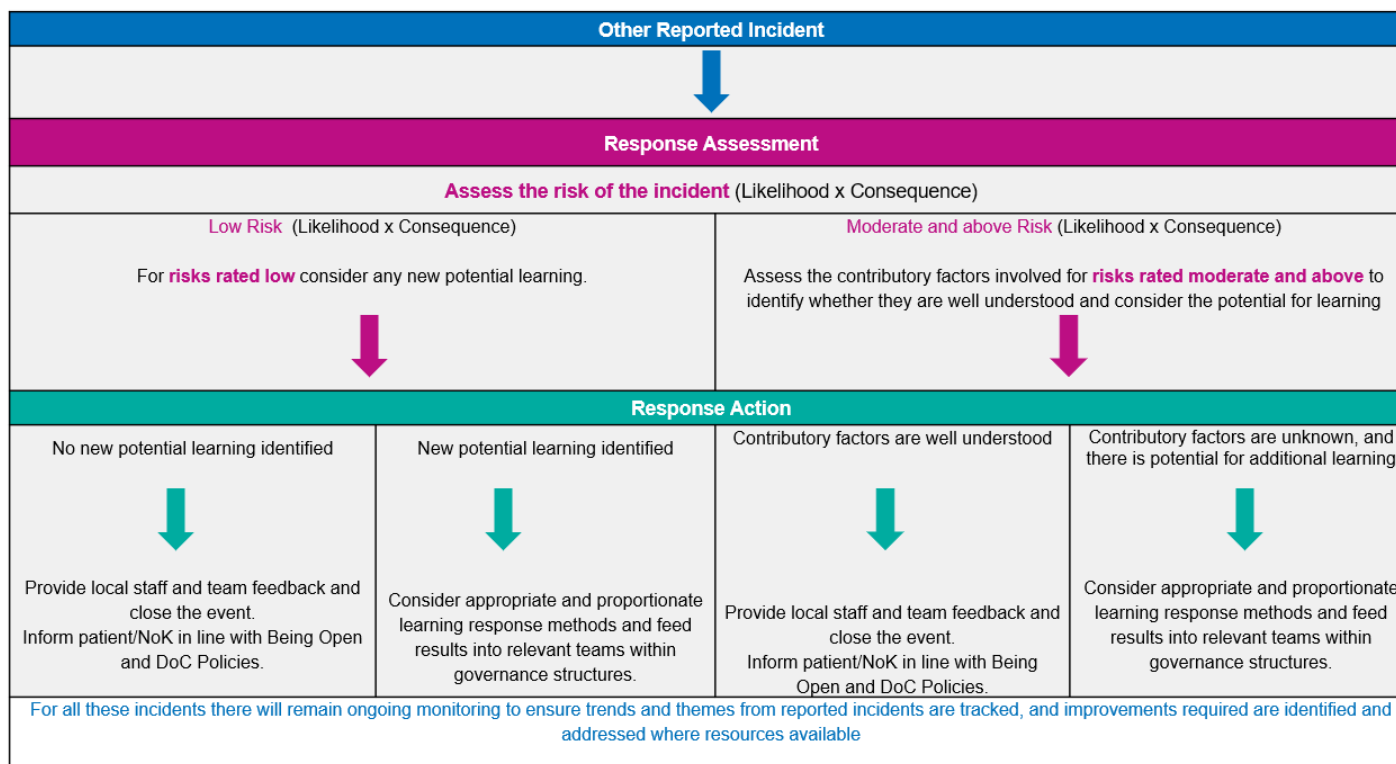 Other Reported Incident
Response Assessment
Assess the risk of the incident (Likelihood x Consequence)
Low Risk (Likelihood x Consequence)
For risks rated low consider any new potential learning.
Moderate and above Risk (Likelihood x Consequence)
Assess the contributory factors involved for risks rated moderate and above to
identify whether they are well understood and consider the potential for learning
Response Action
No new potential learning identified
Provide local staff and team feedback and
close the event.
Inform patient/NoK in line with Being Open
and DoC Policies.
New potential learning identified
Consider appropriate and proportionate
learning response methods and feed
results into relevant teams within
governance structures.
Contributory factors are well understood
Provide local staff and team feedback and
close the event.
Inform patient/NoK in line with Being
Open and DoC Policies.
Contributory factors are unknown, and
there is potential for additional learning
Consider appropriate and proportionate
learning response methods and feed
results into relevant teams within
governance structures.
For all these incidents there will remain ongoing monitoring to ensure trends and themes from reported incidents are tracked, and improvements required are identified and
addressed where resources available